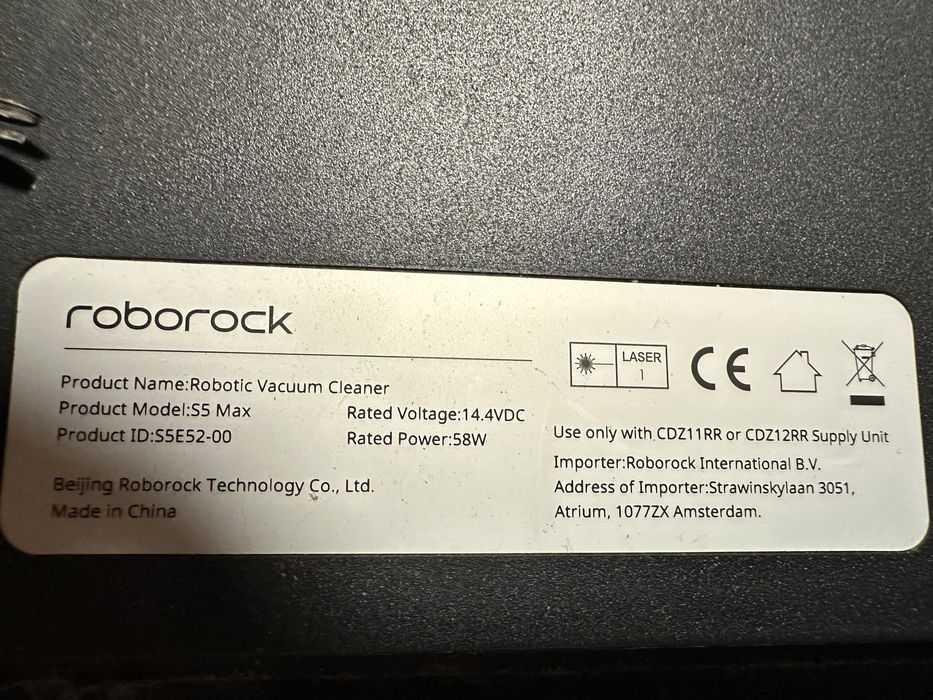 roborock
Product Name:Robotic Vacuum Cleaner
Product Model:S5 Max
Rated Voltage:14.4VDC
Product ID:S5E52-00
Rated Power:58W
Beijing Roborock Technology Co., Ltd.
Made in China
LASER
1
CE
Use only with CDZ11RR or CDZ12RR Supply Unit
Importer:Roborock International B.V.
Address of Importer:Strawinskylaan 3051,
Atrium, 1077ZX Amsterdam.